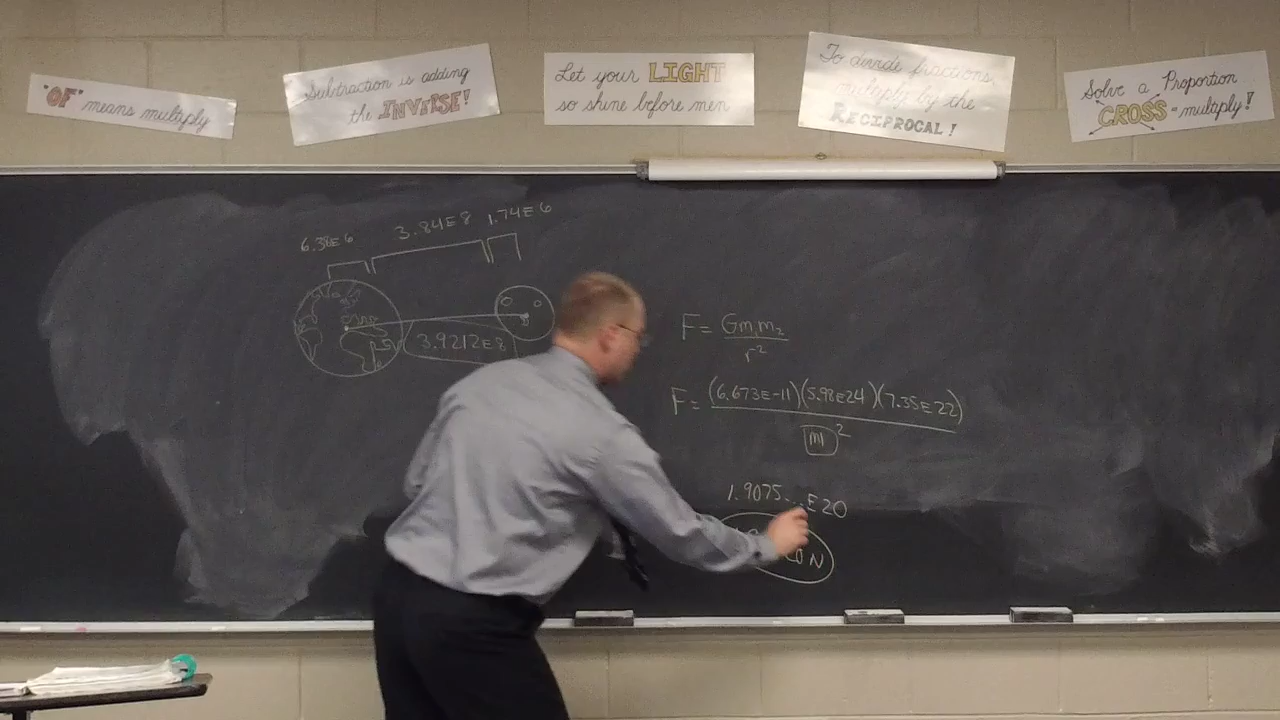 "OF" means multiply
Subtraction is adding
the INVERSE!
Let your LIGHT
so shine before men
To divide fractions
multiply by the
RECIPROCAL!
Solve a Proportion
CROSS-multiply!
6.38E6
3.84E8
1.74E6
3.9212E8
F = Gm₁m₂
r²
F = (6.673E-11)(5.98E24)(7.35E22)
m1 ²
1.9075...E20
N